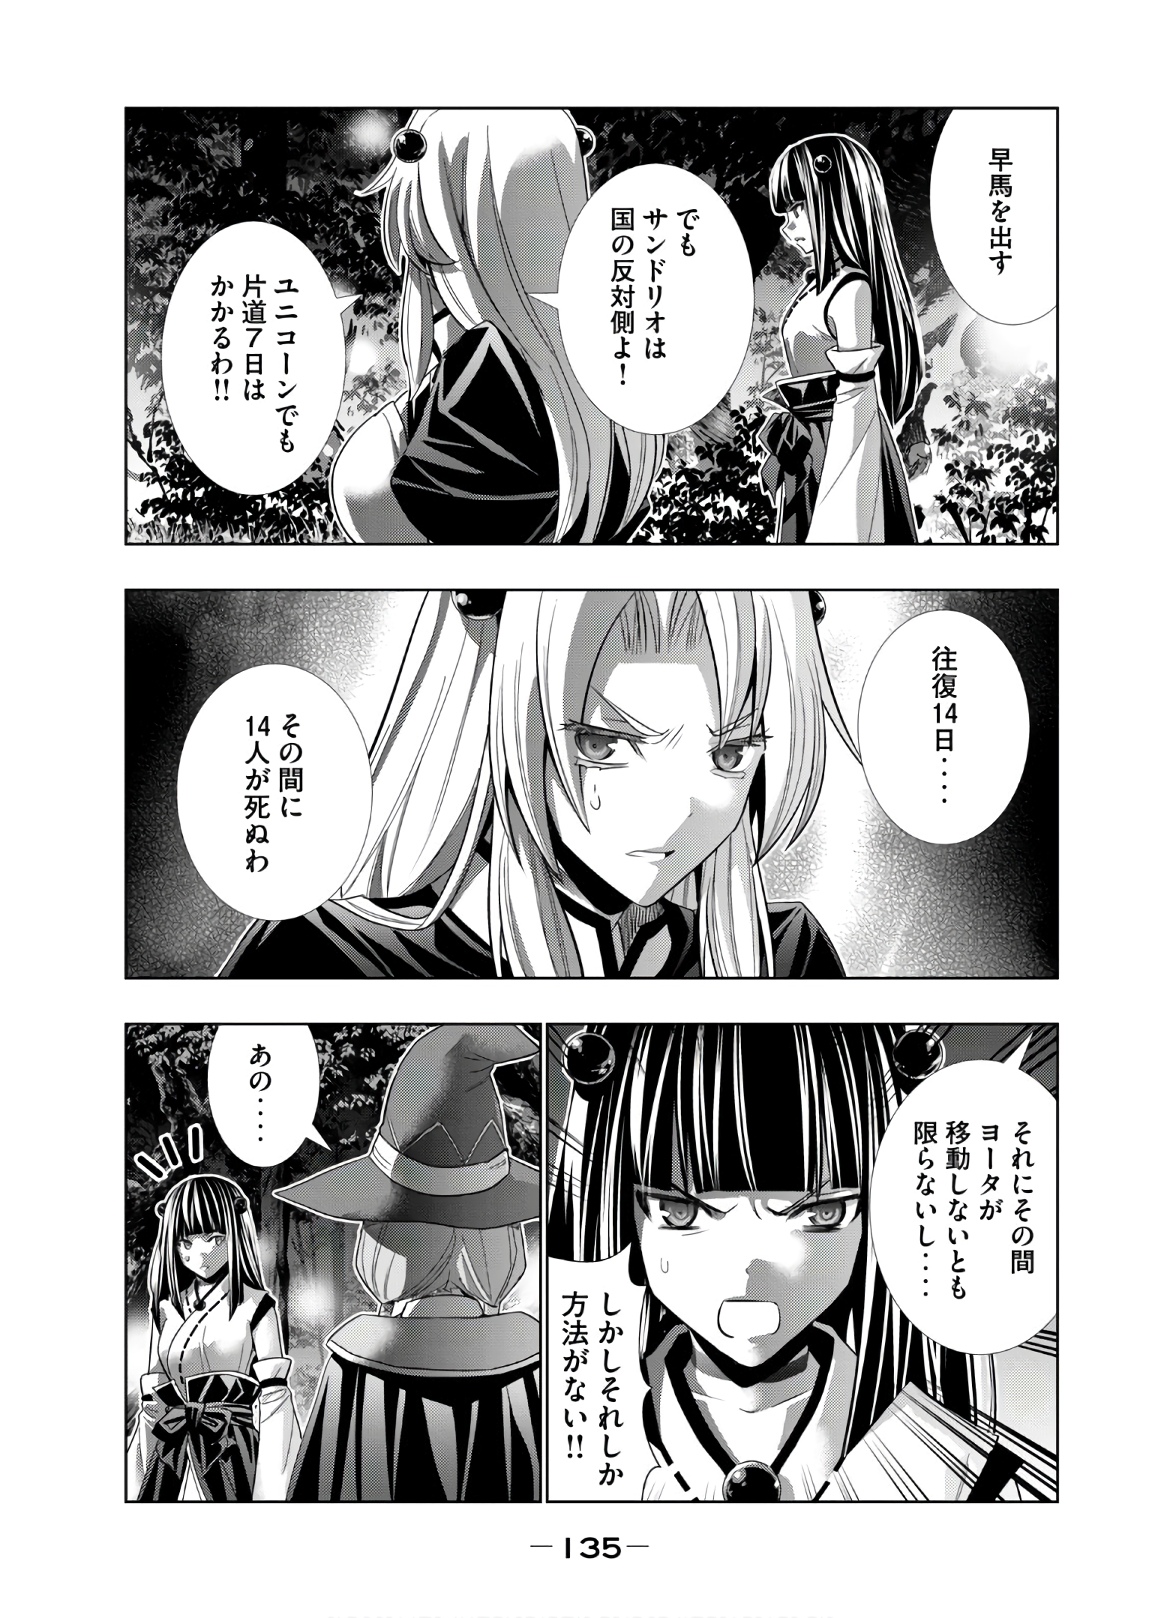 早馬を出す
でも
サンドリオは
国の反対側よ！
ユニコーンでも
片道７日は
かかるわ!!
往復14日‥‥
その間に
14人が死ぬわ
それにその間
ヨータが
移動しないとも
限らないし‥‥
しかしそれしか
方法がない!!
あの‥‥
— 135 —